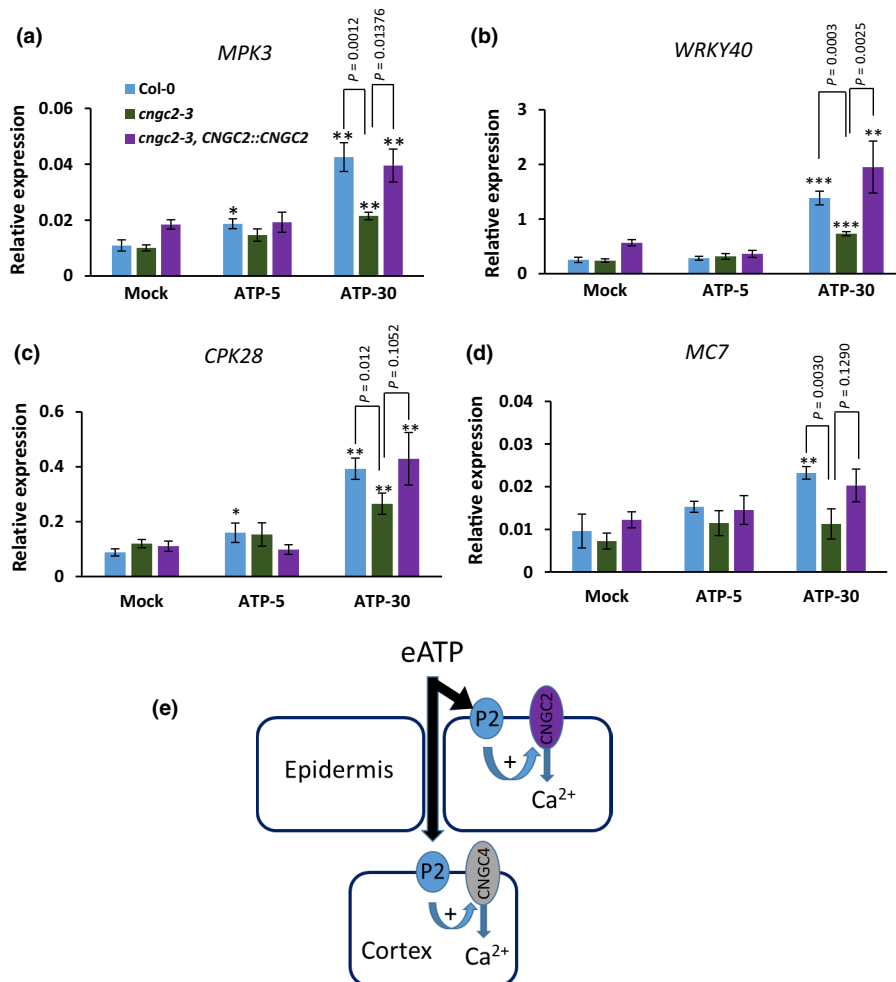 (a)
MPK3
P = 0.0012
P = 0.01376
Col-0
cngc2-3
cngc2-3, CNGC2::CNGC2
Relative expression
0.06
0.04
0.02
0
**
**
**
*
Mock
ATP-5
ATP-30
(b)
WRKY40
P = 0.0003
P = 0.0025
Relative expression
3
2
1
0
***
***
**
Mock
ATP-5
ATP-30
(c)
CPK28
P = 0.012
P = 0.1052
Relative expression
0.6
0.4
0.2
0
*
**
**
**
Mock
ATP-5
ATP-30
(d)
MC7
P = 0.0030
P = 0.1290
Relative expression
0.04
0.03
0.02
0.01
0
**
Mock
ATP-5
ATP-30
(e)
eATP
P2
CNGC2
+
Ca2+
Epidermis
P2
CNGC4
+
Ca2+
Cortex